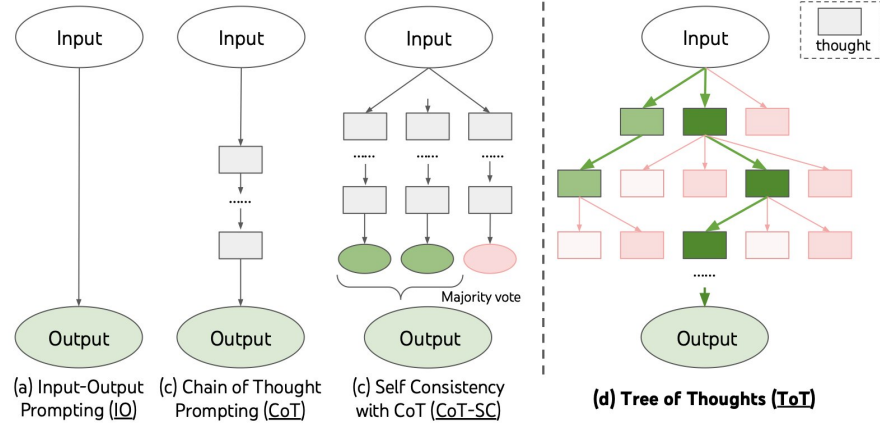 Input
Input
Input
Input
thought
......
......
......
......
......
Majority vote
Output
Output
Output
Output
(a) Input-Output
Prompting (IO)
(c) Chain of Thought
Prompting (CoT)
(c) Self Consistency
with CoT (CoT-SC)
(d) Tree of Thoughts (ToT)